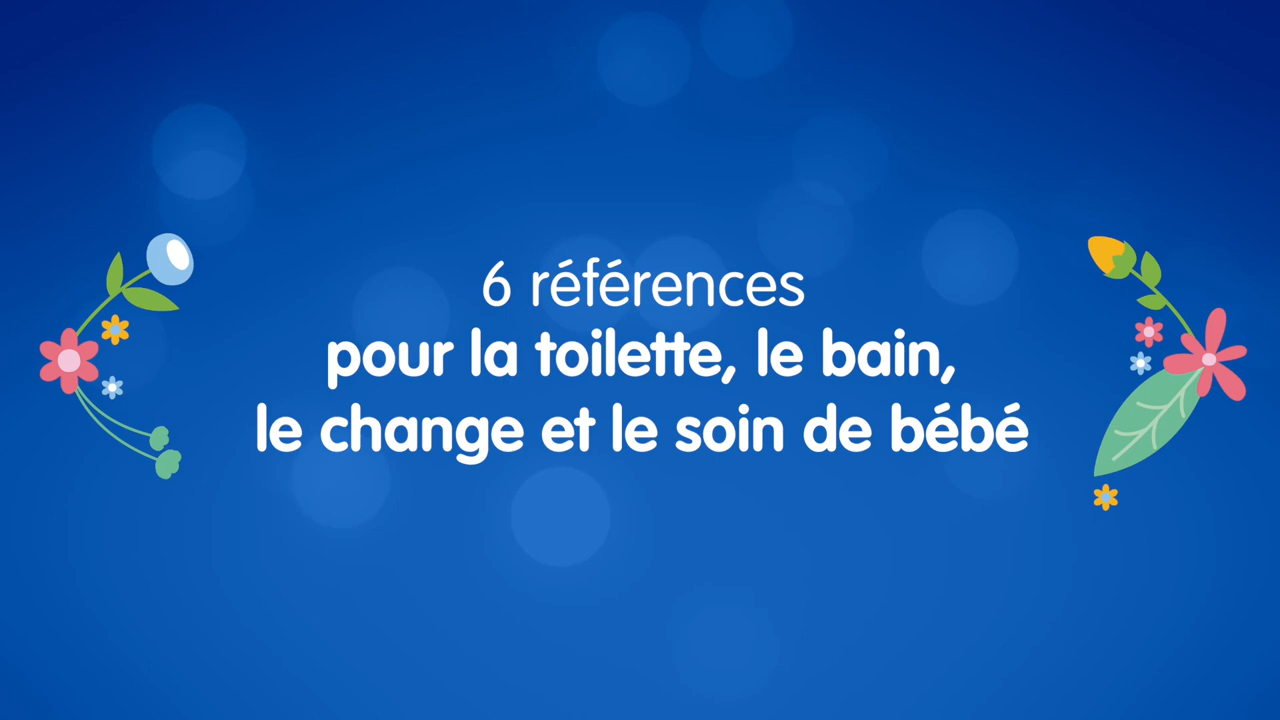 6 références
pour la toilette, le bain,
le change et le soin de bébé